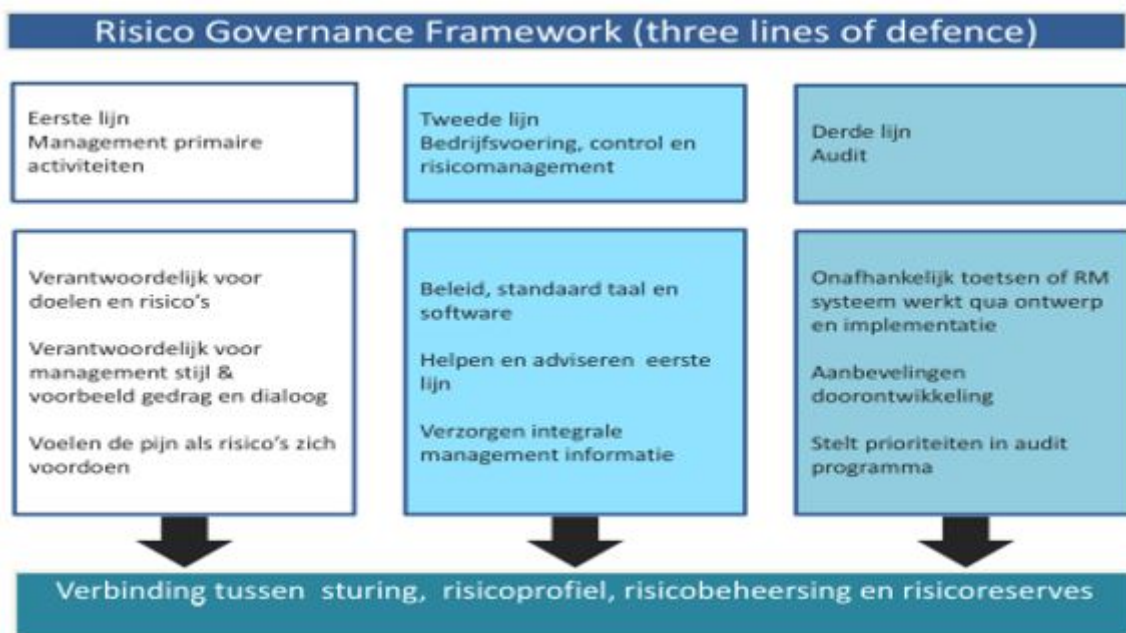 Risico Governance Framework (three lines of defence)
Eerste lijn
Management primaire
activiteiten
Tweede lijn
Bedrijfsvoering, control en
risicomanagement
Derde lijn
Audit
Verantwoordelijk voor
doelen en risico's
Verantwoordelijk voor
management stijl &
voorbeeld gedrag en dialoog
Voelen de pijn als risico's zich
voordoen
Beleid, standaard taal en
software
Helpen en adviseren eerste
lijn
Verzorgen integrale
management informatie
Onafhankelijk toetsen of RM
systeem werkt qua ontwerp
en implementatie
Aanbevelingen
doorontwikkeling
Stelt prioriteiten in audit
programma
Verbinding tussen sturing, risicoprofiel, risicobeheersing en risicoreserves